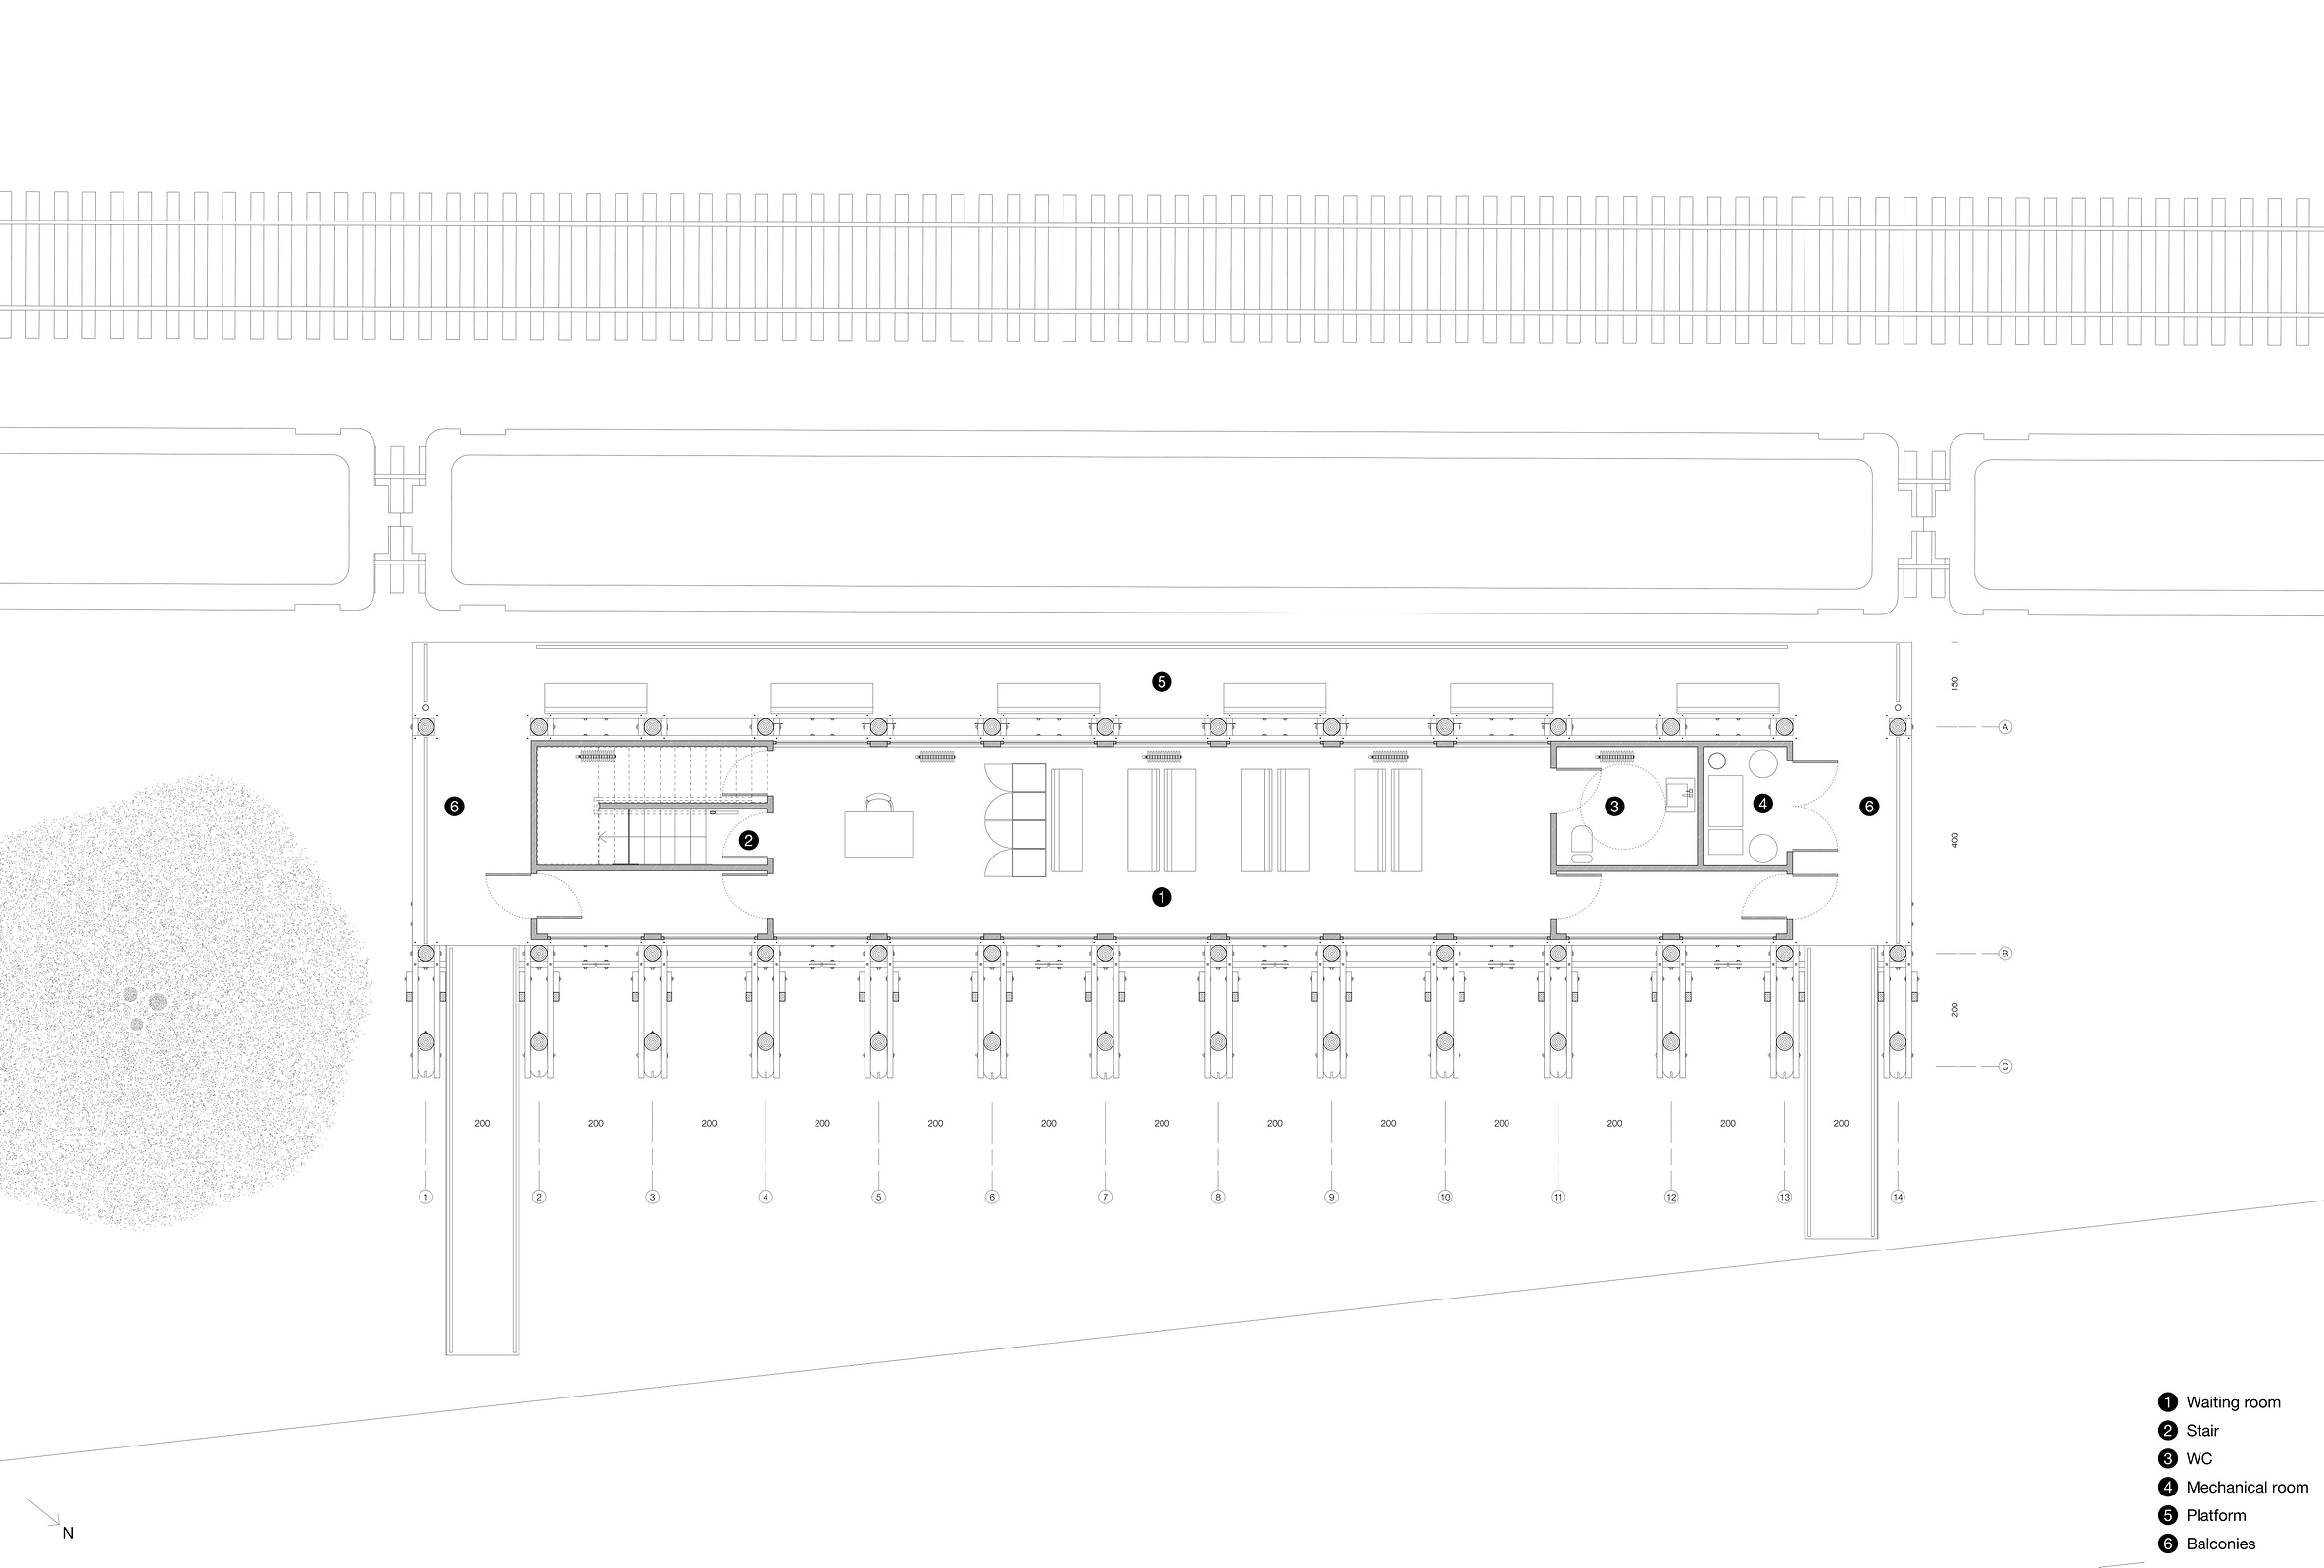 5
150
A
6
3
4
6
2
400
1
B
200
C
200 200 200 200 200 200 200 200 200 200 200 200 200
1 2 3 4 5 6 7 8 9 10 11 12 13 14
1 Waiting room
2 Stair
3 WC
4 Mechanical room
5 Platform
6 Balconies
N